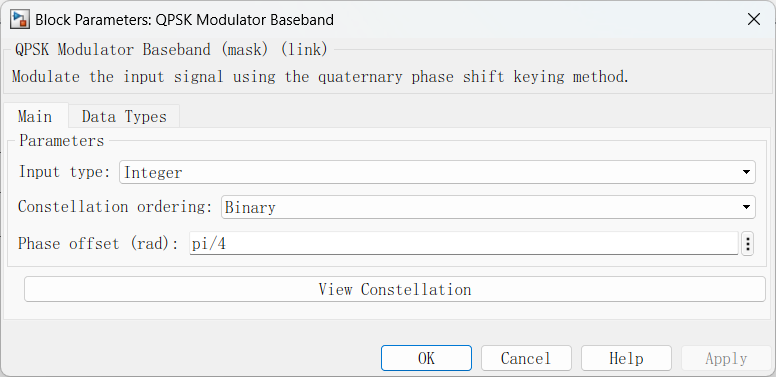 Block Parameters: QPSK Modulator Baseband
QPSK Modulator Baseband (mask) (link)
Modulate the input signal using the quaternary phase shift keying method.
Main Data Types
Parameters
Input type: Integer
Constellation ordering: Binary
Phase offset (rad): pi/4
View Constellation
OK Cancel Help Apply